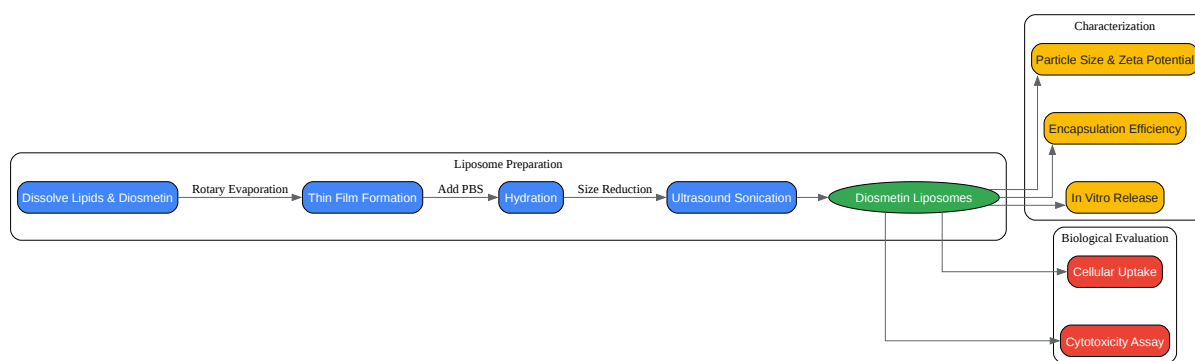 Characterization
Particle Size & Zeta Potential
Encapsulation Efficiency
In Vitro Release
Liposome Preparation
Dissolve Lipids & Diosmetin
Rotary Evaporation
Thin Film Formation
Add PBS
Hydration
Size Reduction
Ultrasound Sonication
Diosmetin Liposomes
Biological Evaluation
Cellular Uptake
Cytotoxicity Assay